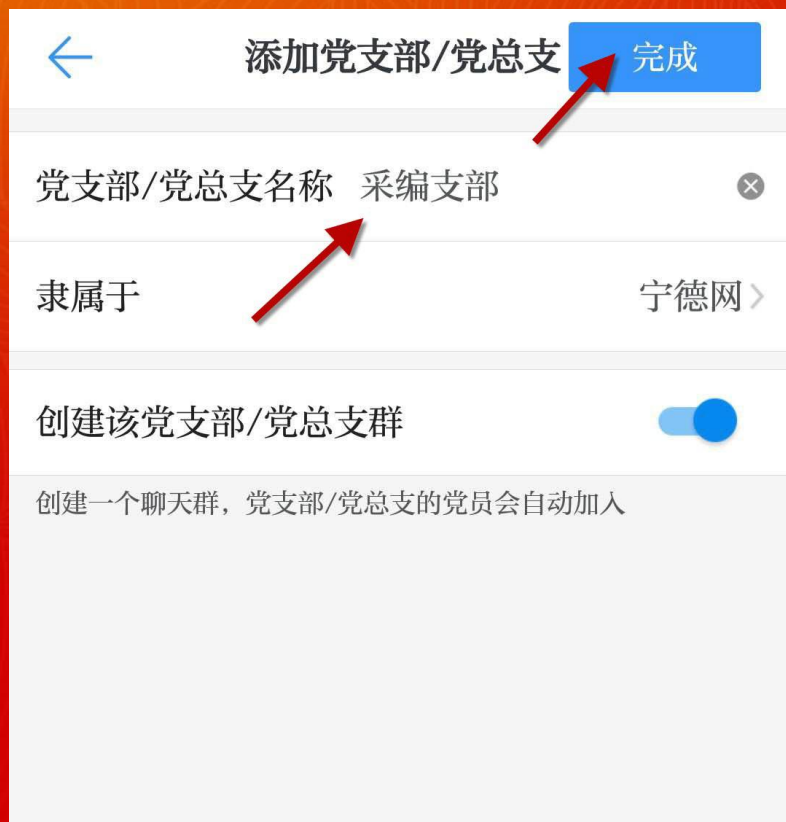 添加党支部/党总支 完成
党支部/党总支名称 采编支部
隶属于 宁德网
创建该党支部/党总支群
创建一个聊天群，党支部/党总支的党员会自动加入